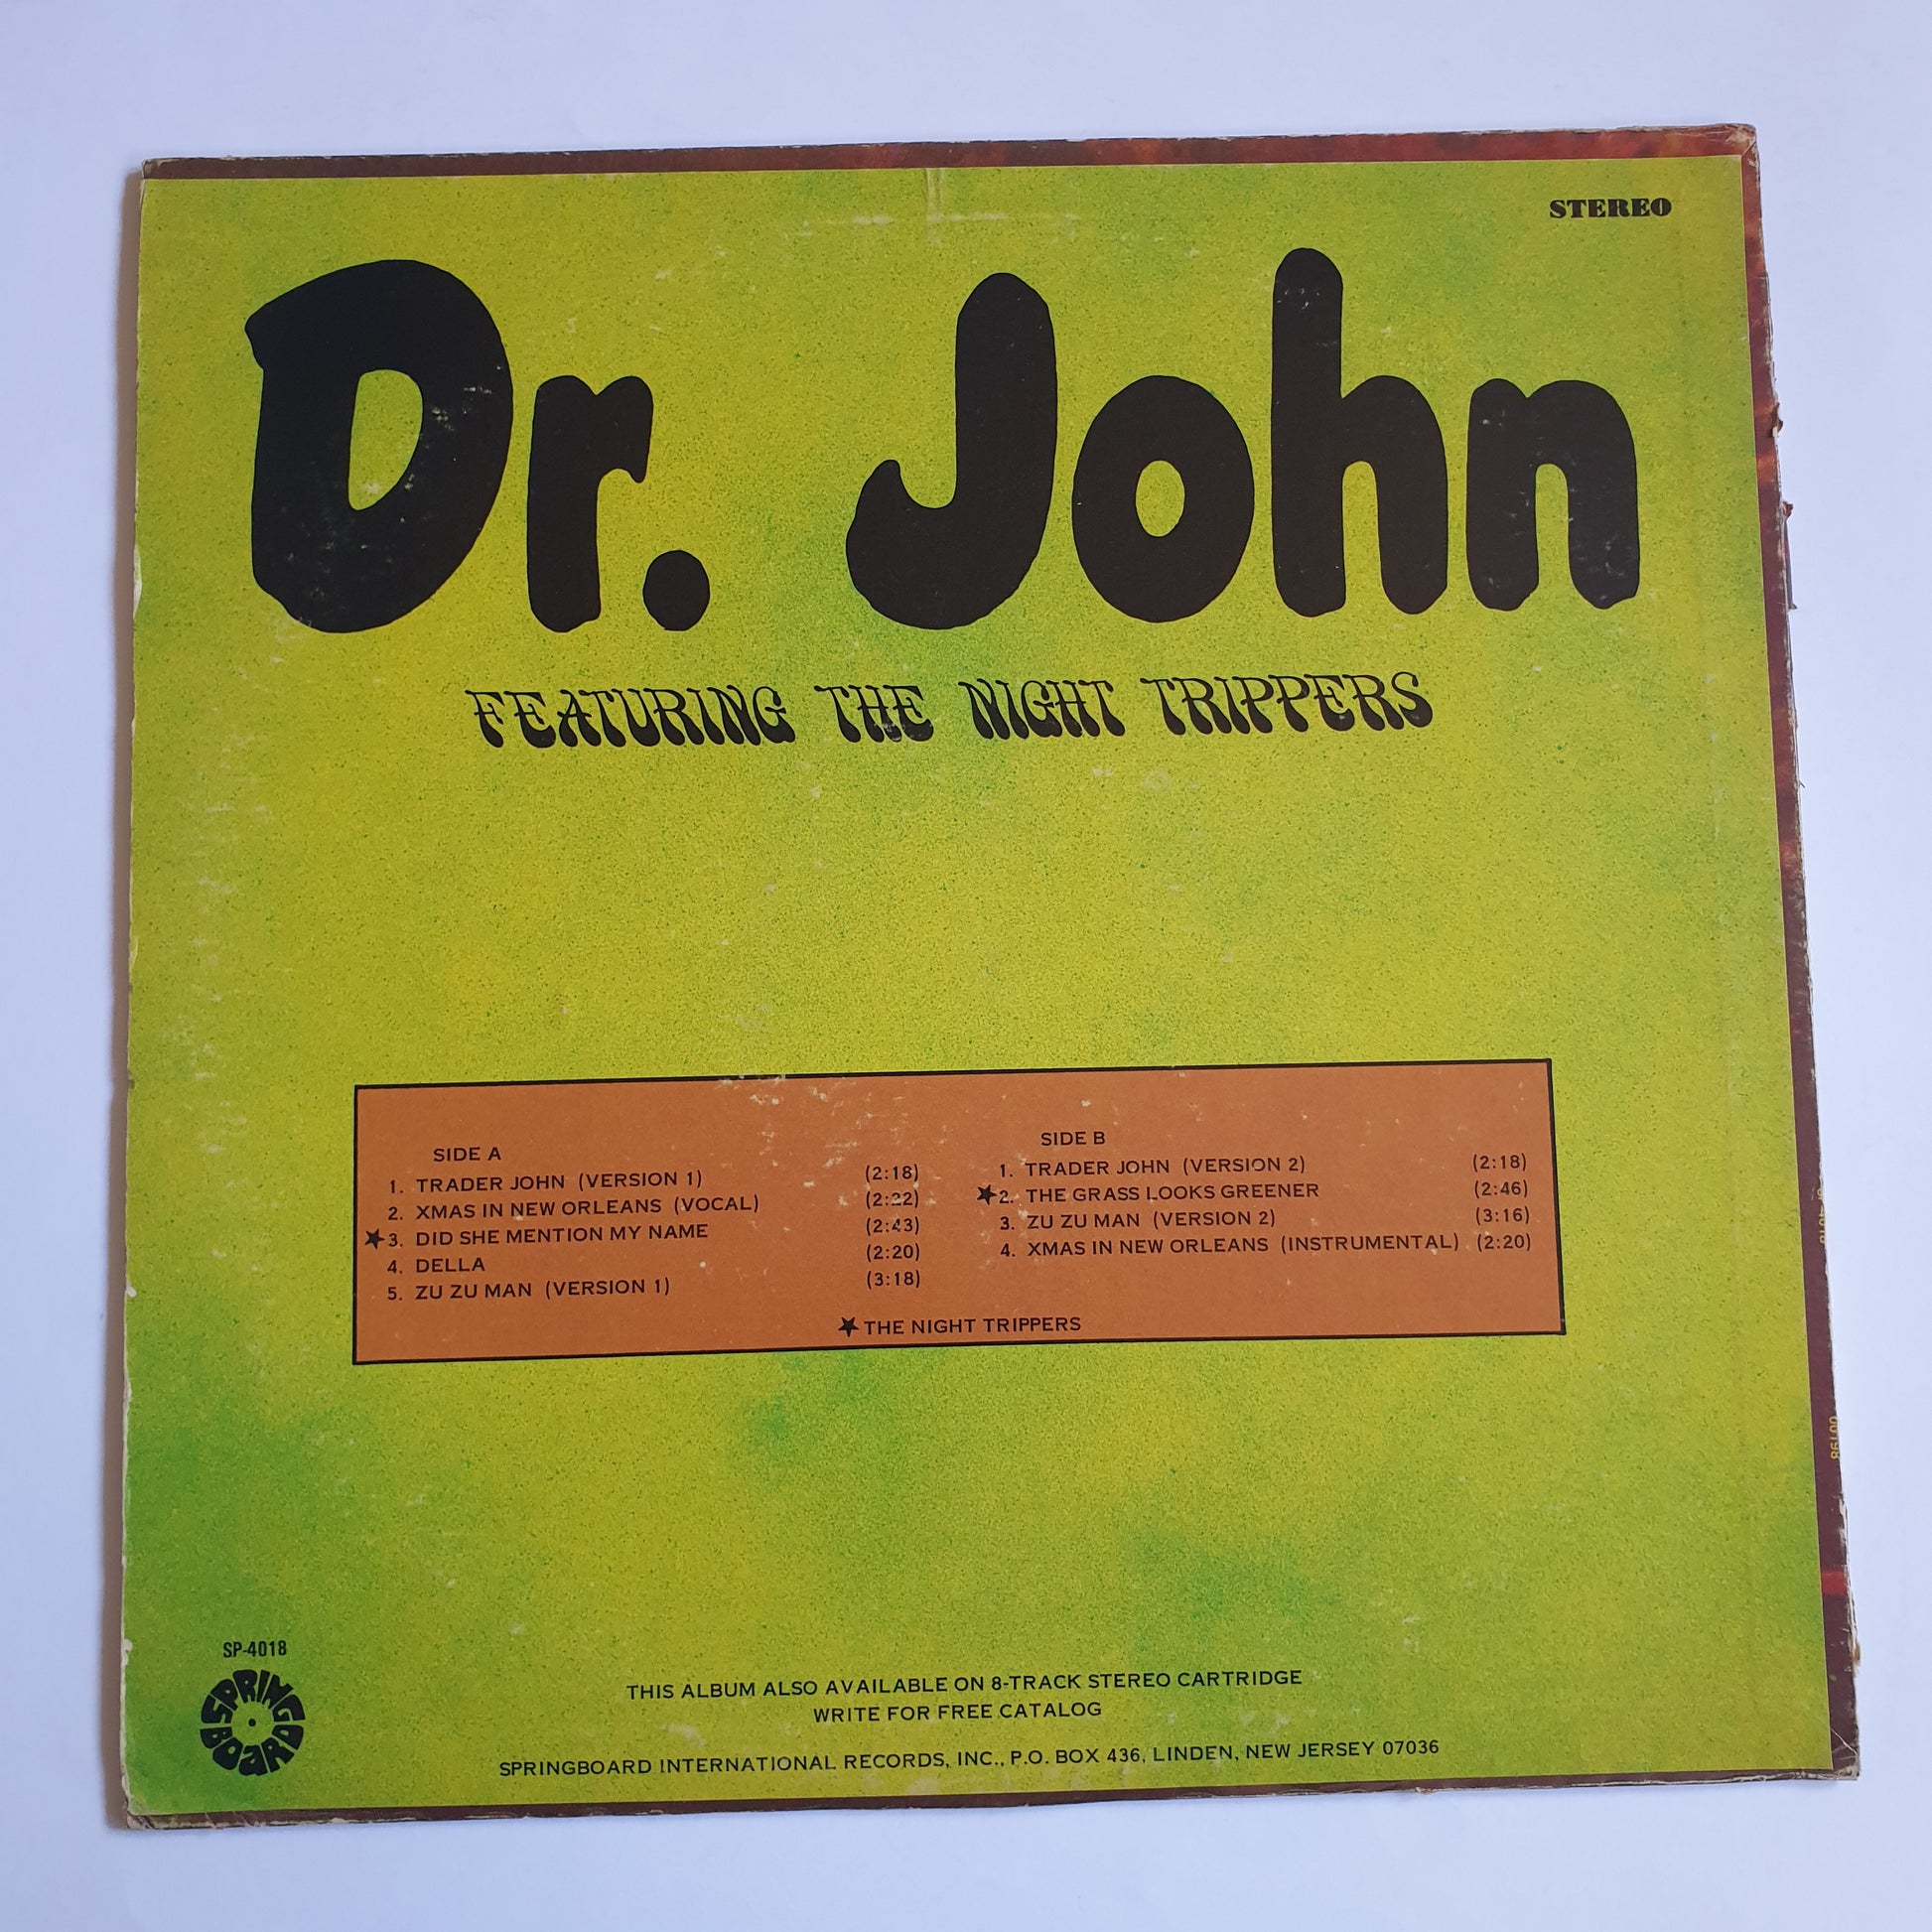 STEREO
Dr. John
FEATURING THE NIGHT TRIPPERS
SIDE A
1. TRADER JOHN (VERSION 1) (2:18)
2. XMAS IN NEW ORLEANS (VOCAL) (2:22)
★3. DID SHE MENTION MY NAME (2:43)
4. DELLA (2:20)
5. ZU ZU MAN (VERSION 1) (3:18)
SIDE B
1. TRADER JOHN (VERSION 2) (2:18)
★2. THE GRASS LOOKS GREENER (2:46)
3. ZU ZU MAN (VERSION 2) (3:16)
4. XMAS IN NEW ORLEANS (INSTRUMENTAL) (2:20)
★ THE NIGHT TRIPPERS
SP-4018
SPRINGBOARD
THIS ALBUM ALSO AVAILABLE ON 8-TRACK STEREO CARTRIDGE
WRITE FOR FREE CATALOG
SPRINGBOARD INTERNATIONAL RECORDS, INC., P.O. BOX 436, LINDEN, NEW JERSEY 07036
00198